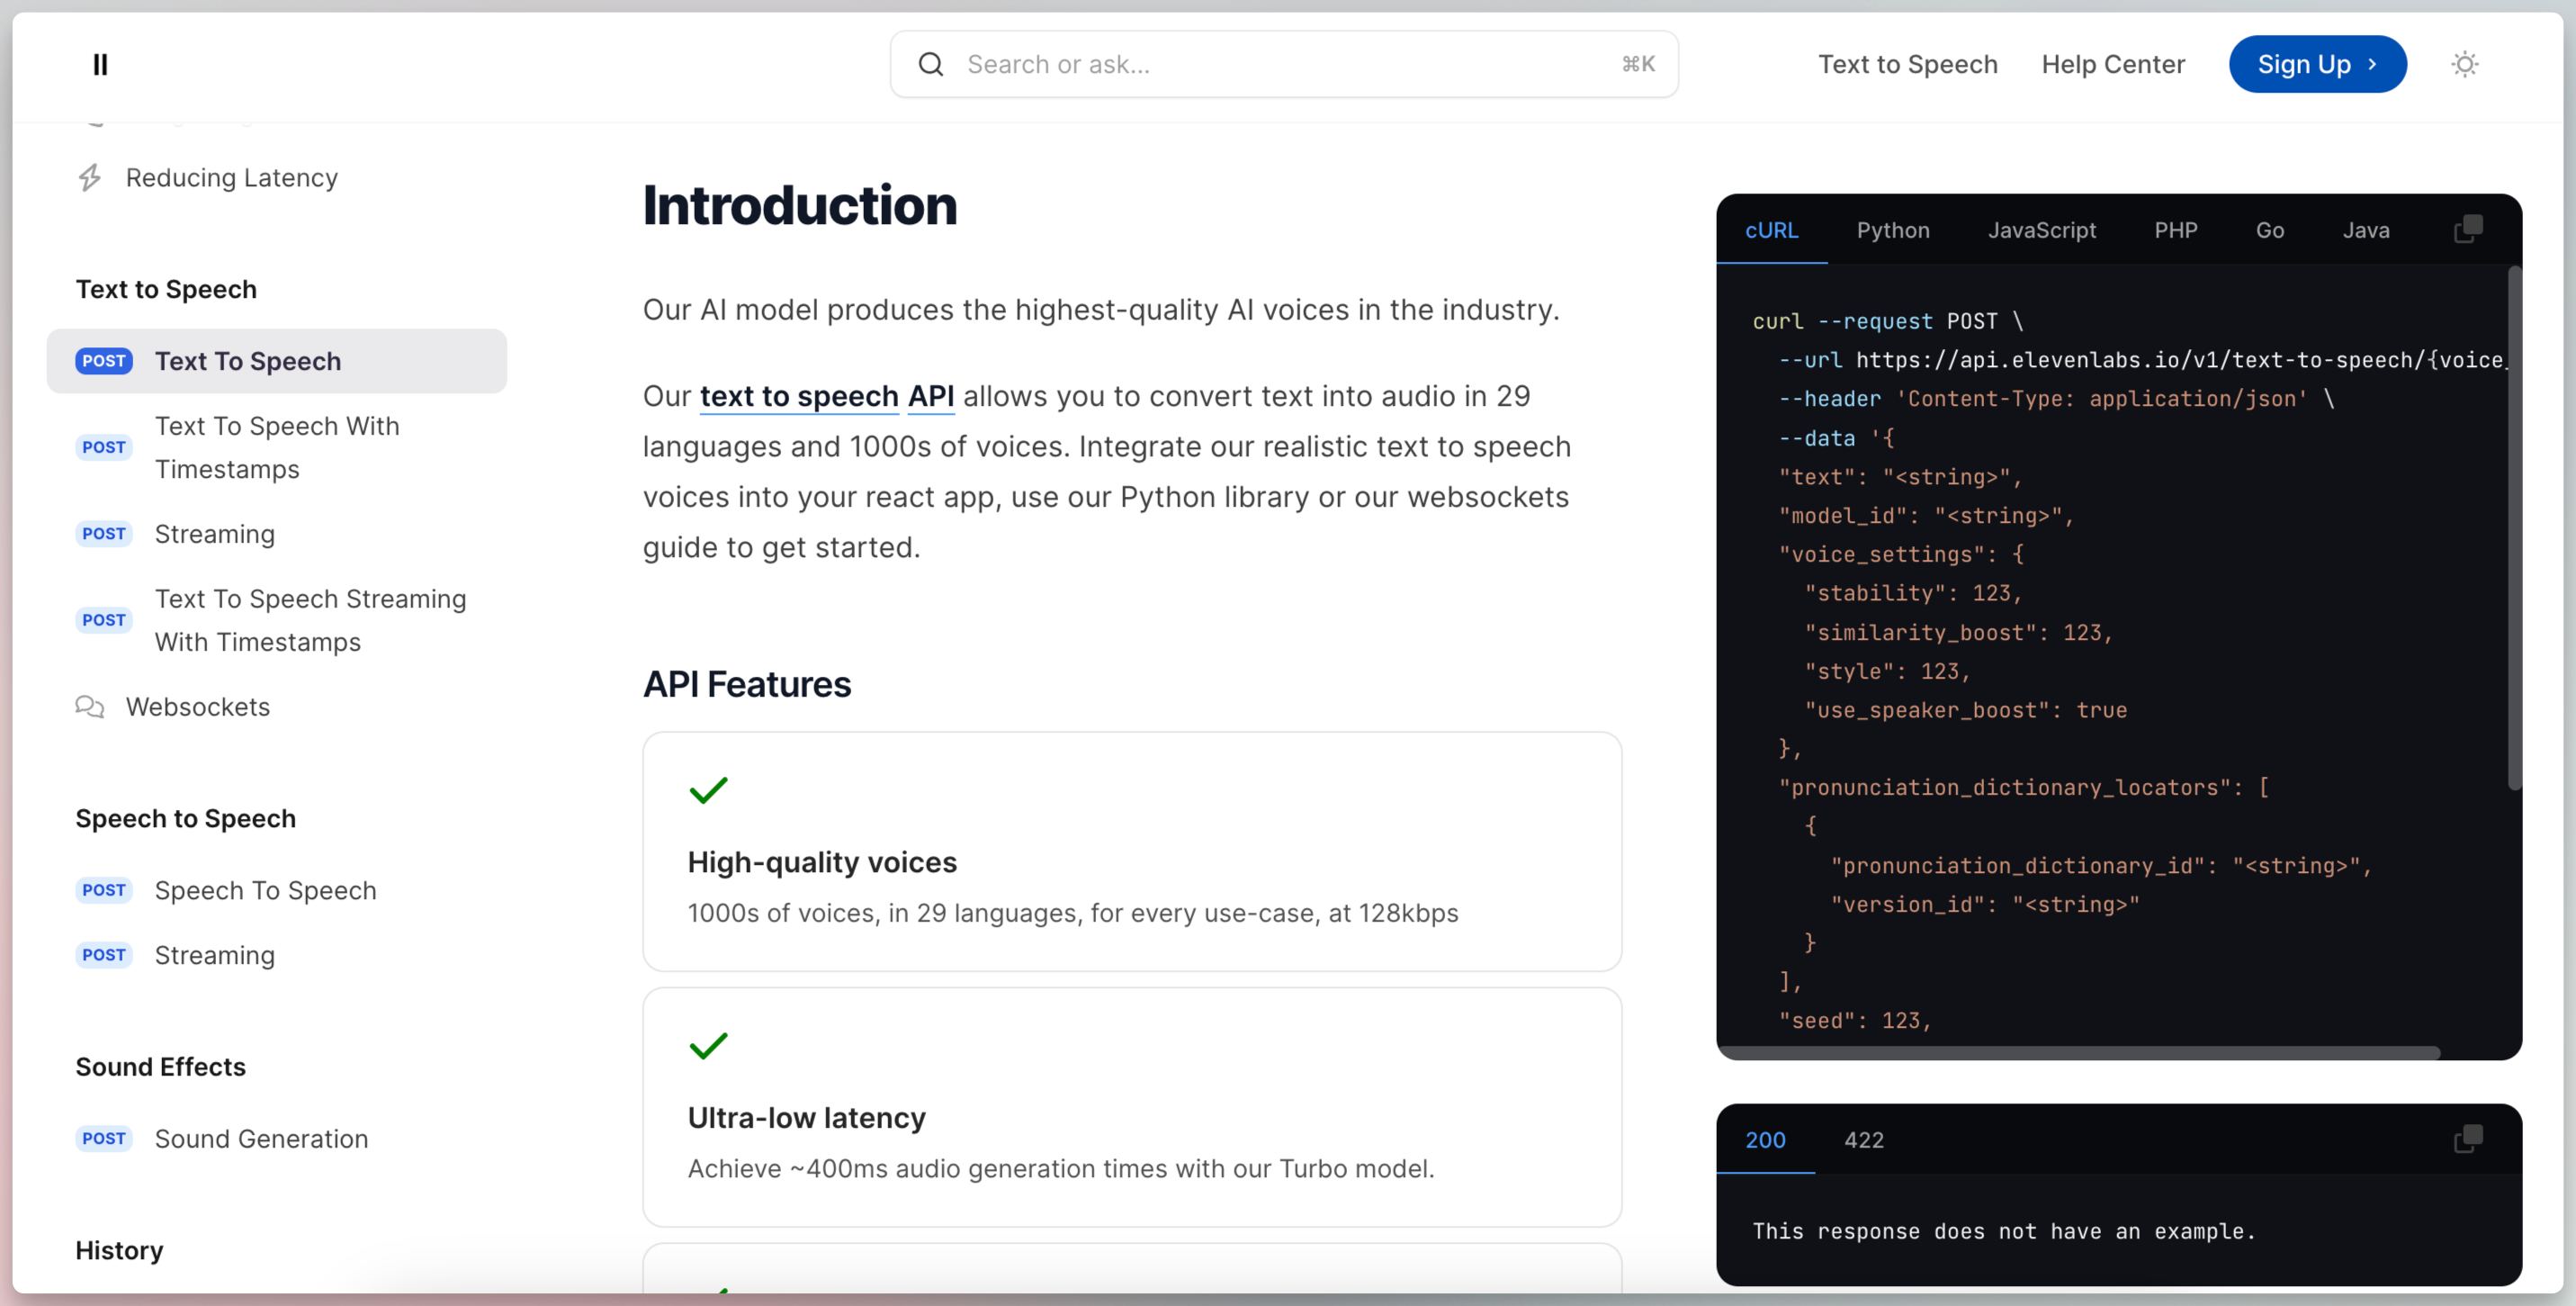 Search or ask...
⌘K
Text to Speech
Help Center
Sign Up
Reducing Latency
Text to Speech
POST Text To Speech
POST Text To Speech With
Timestamps
POST Streaming
POST Text To Speech Streaming
With Timestamps
Websockets
Speech to Speech
POST Speech To Speech
POST Streaming
Sound Effects
POST Sound Generation
History
Introduction
Our AI model produces the highest-quality AI voices in the industry.
Our text to speech API allows you to convert text into audio in 29
languages and 1000s of voices. Integrate our realistic text to speech
voices into your react app, use our Python library or our websockets
guide to get started.
API Features
High-quality voices
1000s of voices, in 29 languages, for every use-case, at 128kbps
Ultra-low latency
Achieve ~400ms audio generation times with our Turbo model.
cURL Python JavaScript PHP Go Java
curl --request POST \
--url https://api.elevenlabs.io/v1/text-to-speech/{voice_
--header 'Content-Type: application/json' \
--data '{
"text": "<string>",
"model_id": "<string>",
"voice_settings": {
"stability": 123,
"similarity_boost": 123,
"style": 123,
"use_speaker_boost": true
},
"pronunciation_dictionary_locators": [
{
"pronunciation_dictionary_id": "<string>",
"version_id": "<string>"
}
],
"seed": 123,
200 422
This response does not have an example.